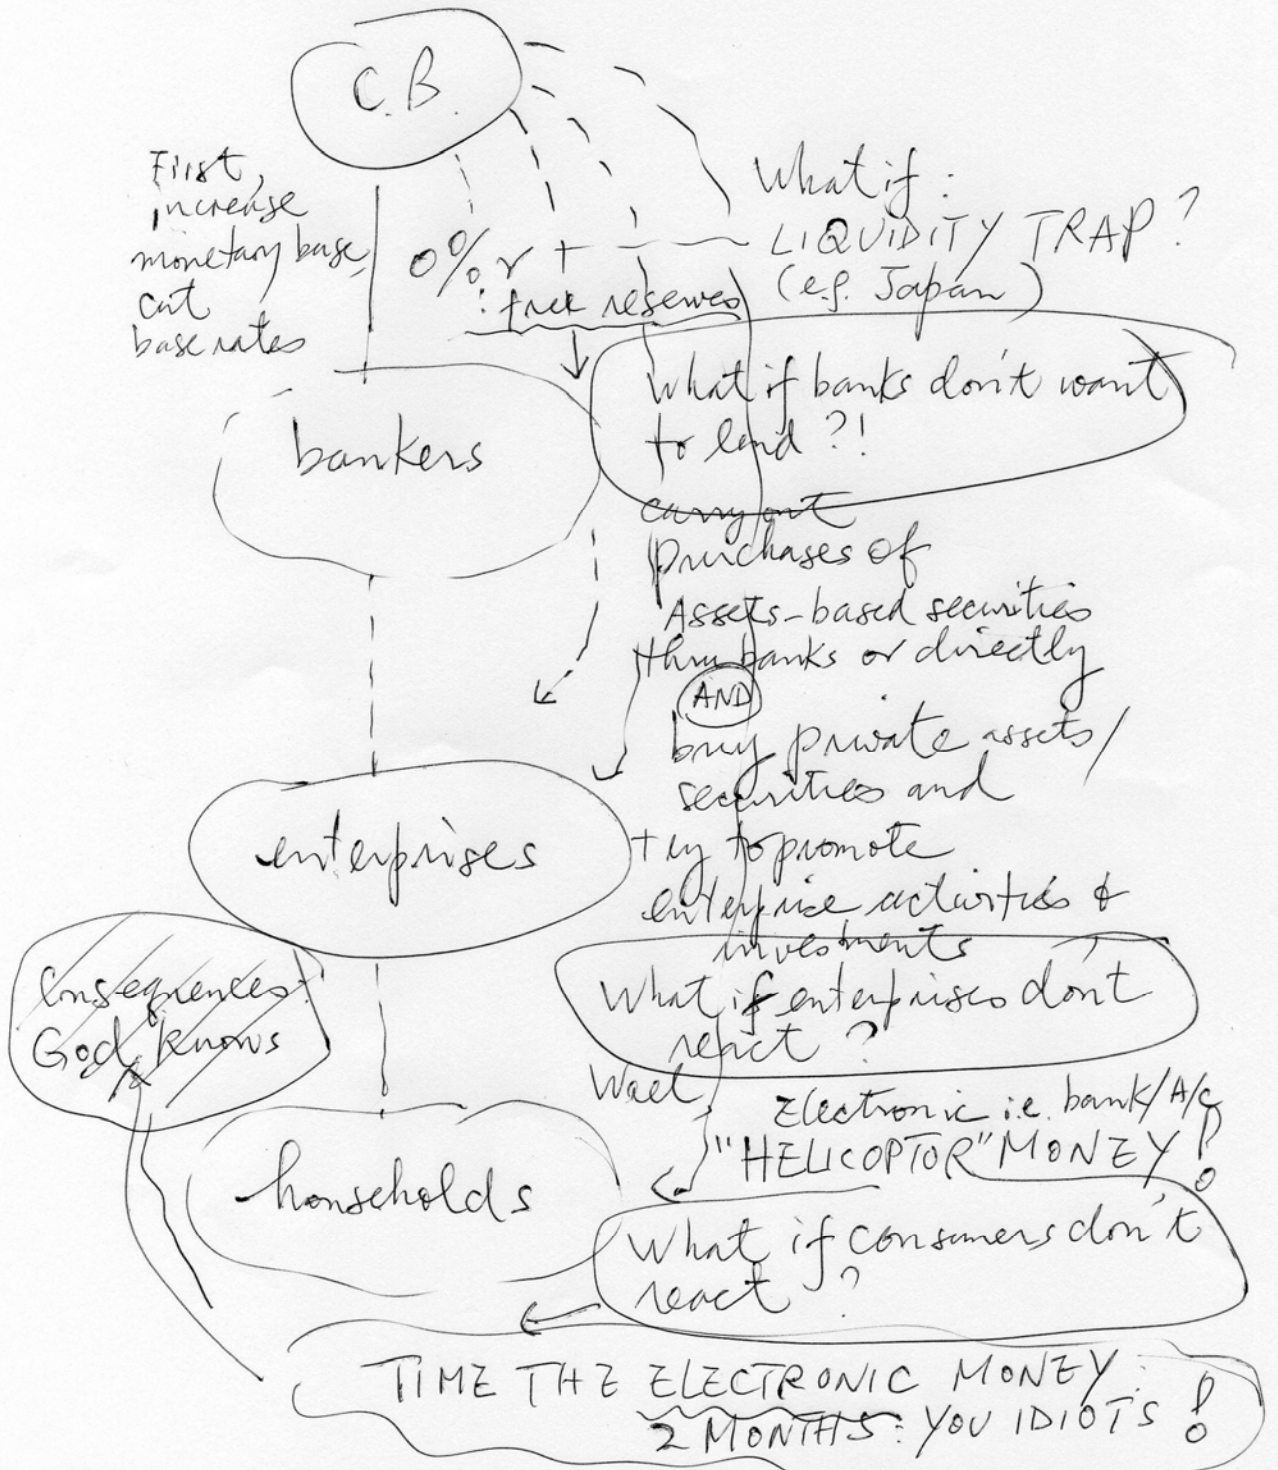 C.B.
First,
increase
monetary base
cut
base rates
0% r +
: free reserves
What if :
LIQUIDITY TRAP?
(e.g. Japan)
What if banks don't want
to lend ?!
bankers
carry out
purchases of
Assets-based securities
thru banks or directly
AND
buy private assets/
securities and
try to promote
enterprise activities &
investments
enterprises
What if enterprises don't
react ?
Consequences:
God knows
Well,
Electronic i.e. bank/A/C
"HELICOPTOR" MONEY!
households
What if consumers don't
react ?
TIME THE ELECTRONIC MONEY:
2 MONTHS: YOU IDIOTS!